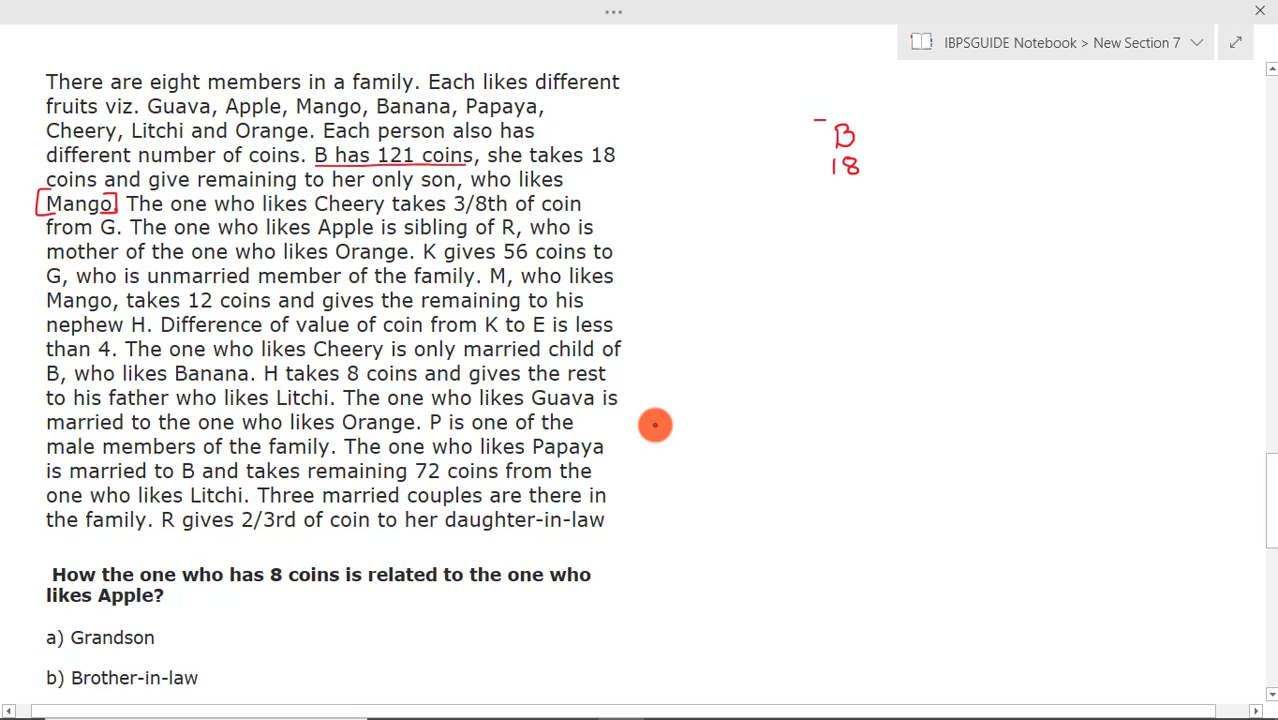 IBPSGUIDE Notebook > New Section 7
There are eight members in a family. Each likes different
fruits viz. Guava, Apple, Mango, Banana, Papaya,
Cheery, Litchi and Orange. Each person also has
different number of coins. B has 121 coins, she takes 18
coins and give remaining to her only son, who likes
Mango. The one who likes Cheery takes 3/8th of coin
from G. The one who likes Apple is sibling of R, who is
mother of the one who likes Orange. K gives 56 coins to
G, who is unmarried member of the family. M, who likes
Mango, takes 12 coins and gives the remaining to his
nephew H. Difference of value of coin from K to E is less
than 4. The one who likes Cheery is only married child of
B, who likes Banana. H takes 8 coins and gives the rest
to his father who likes Litchi. The one who likes Guava is
married to the one who likes Orange. P is one of the
male members of the family. The one who likes Papaya
is married to B and takes remaining 72 coins from the
one who likes Litchi. Three married couples are there in
the family. R gives 2/3rd of coin to her daughter-in-law
How the one who has 8 coins is related to the one who
likes Apple?
a) Grandson
b) Brother-in-law
B
18